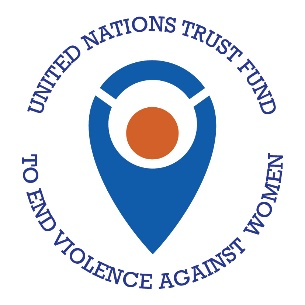 UNITED NATIONS TRUST FUND
TO END VIOLENCE AGAINST WOMEN